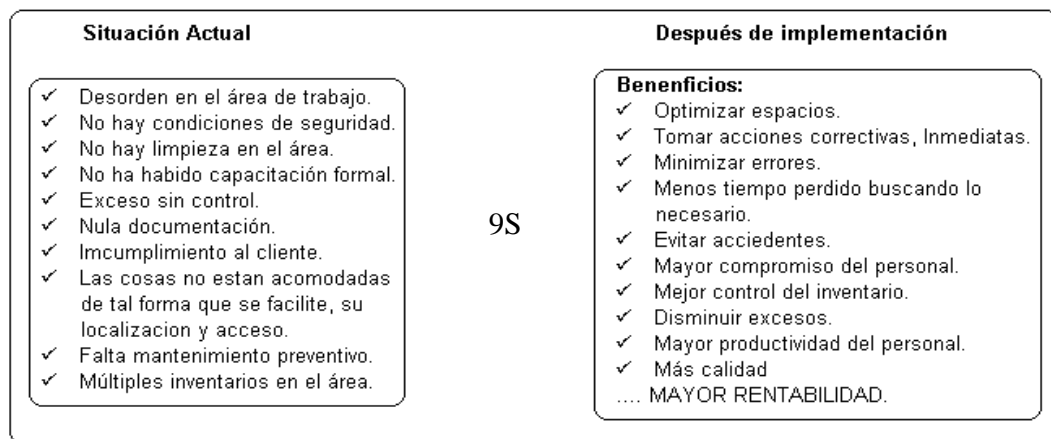 Situación Actual
Desorden en el área de trabajo.
No hay condiciones de seguridad.
No hay limpieza en el área.
No ha habido capacitación formal.
Exceso sin control.
Nula documentación.
Imcumplimiento al cliente.
Las cosas no estan acomodadas
de tal forma que se facilite, su
localizacion y acceso.
Falta mantenimiento preventivo.
Múltiples inventarios en el área.
9S
Después de implementación
Benenficios:
Optimizar espacios.
Tomar acciones correctivas, Inmediatas.
Minimizar errores.
Menos tiempo perdido buscando lo
necesario.
Evitar acciedentes.
Mayor compromiso del personal.
Mejor control del inventario.
Disminuir excesos.
Mayor productividad del personal.
Más calidad
.... MAYOR RENTABILIDAD.